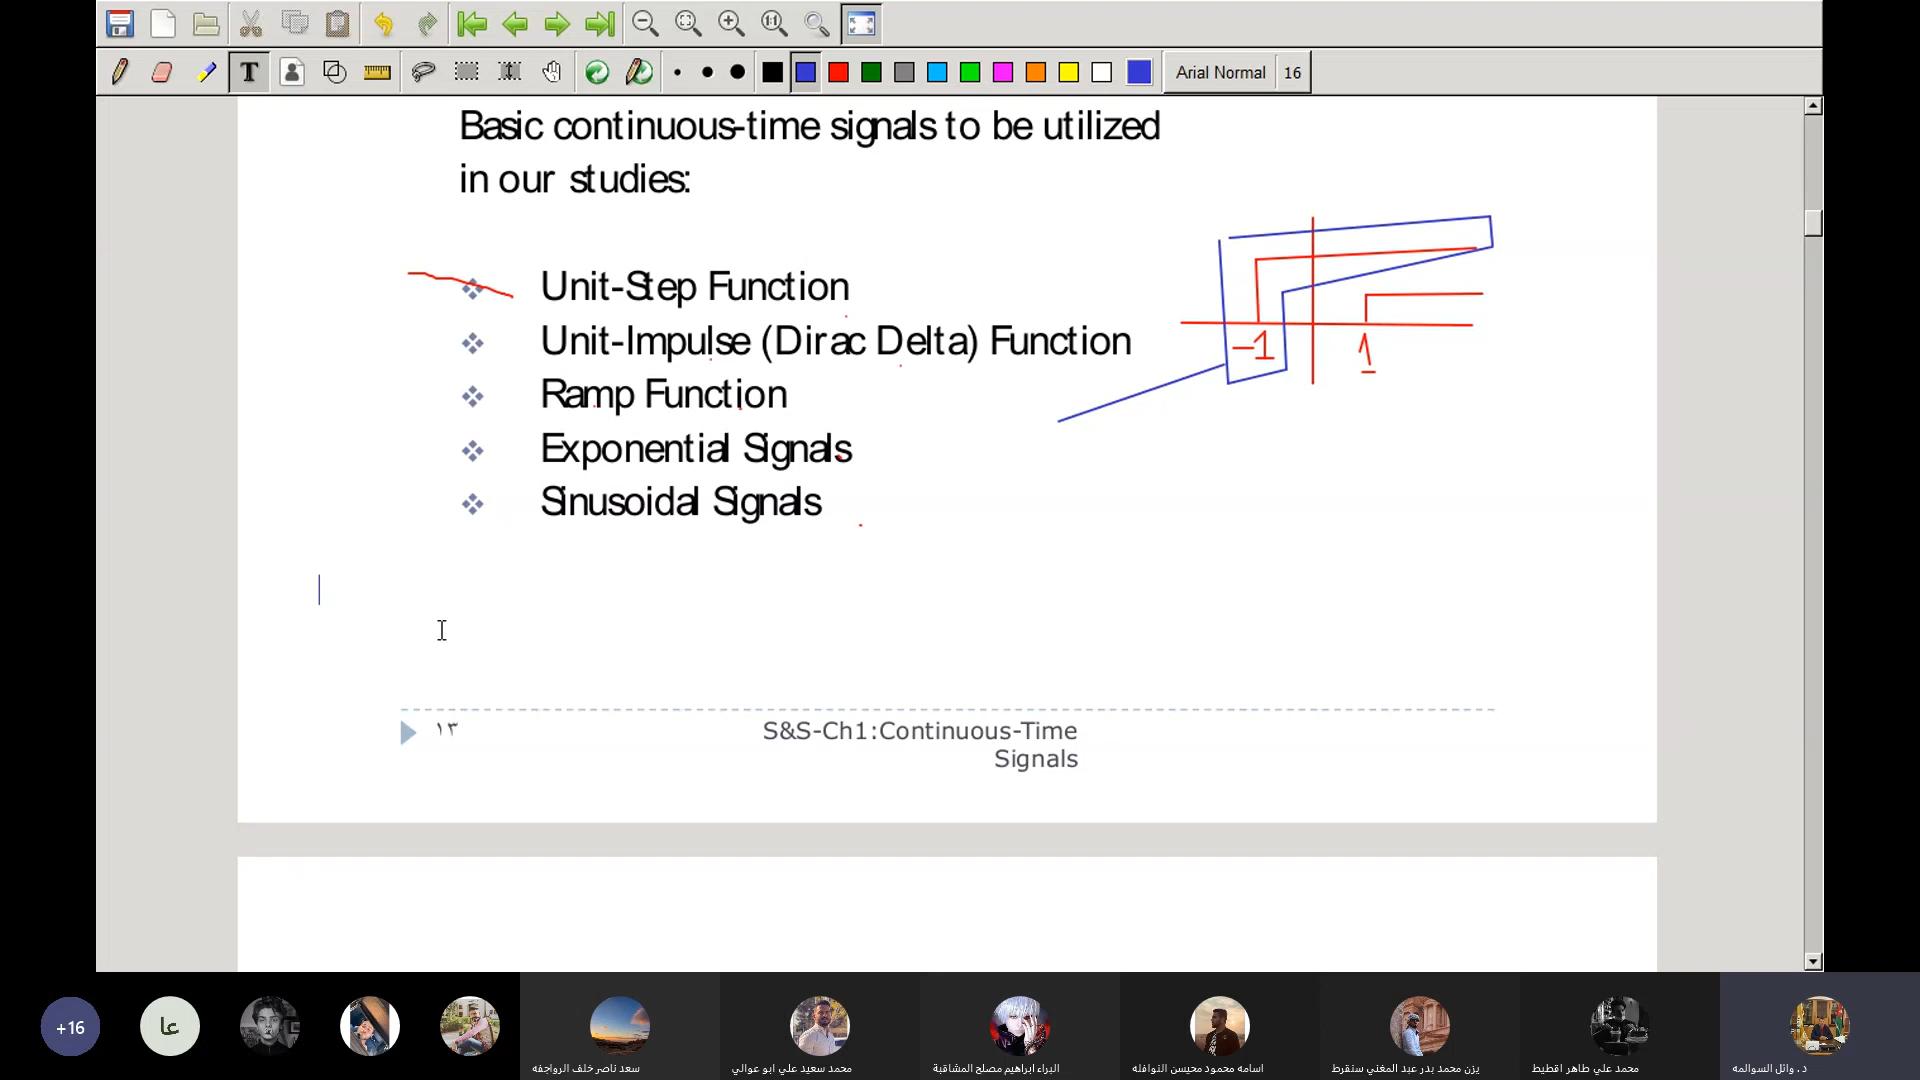 T
Arial Normal 16
Basic continuous-time signals to be utilized
in our studies:
Unit-Step Function
Unit-Impulse (Dirac Delta) Function
Ramp Function
Exponential Signals
Sinusoidal Signals
-1
1
١٣
S&S-Ch1:Continuous-Time
Signals
+16
عا
سعد ناصر خلف الرواجفه
محمد سعيد علي ابو عوالي
البراء ابراهيم مصلح المشاقبة
اسامه محمود محيسن النوافله
يزن محمد بدر عبد المغني سنقرط
محمد علي طاهر اقطيط
د. وائل السوالمه